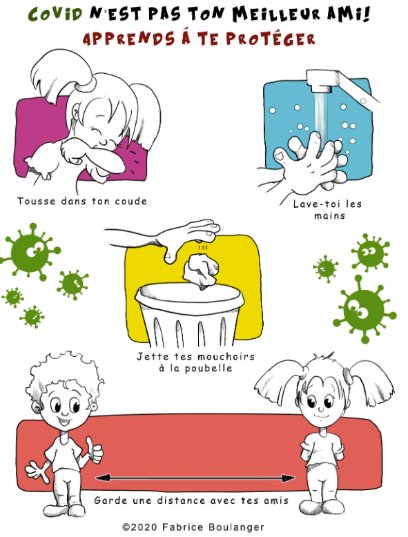 COVID N'EST PAS TON MEILLEUR AMI!
APPRENDS Á TE PROTÉGER
Tousse dans ton coude
Lave-toi les
mains
Jette tes mouchoirs
à la poubelle
Garde une distance avec tes amis
©2020 Fabrice Boulanger